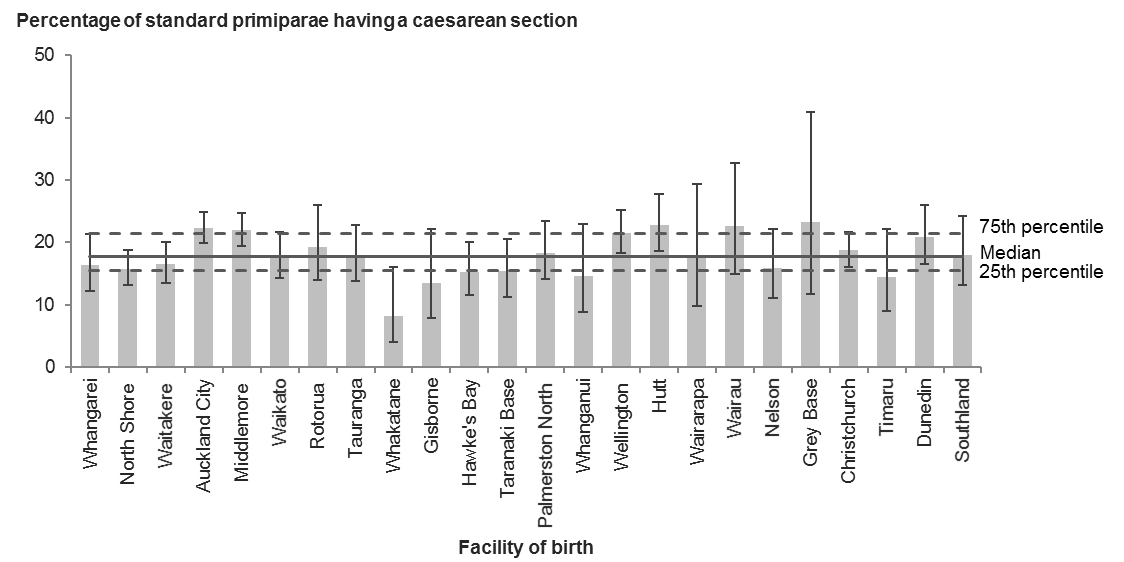 Percentage of standard primiparae having a caesarean section
50
40
30
20
10
0
75th percentile
Median
25th percentile
Whangarei
North Shore
Waitakere
Auckland City
Middlemore
Waikato
Rotorua
Tauranga
Whakatane
Gisborne
Hawke's Bay
Taranaki Base
Palmerston North
Whanganui
Wellington
Hutt
Wairarapa
Wairau
Nelson
Grey Base
Christchurch
Timaru
Dunedin
Southland
Facility of birth